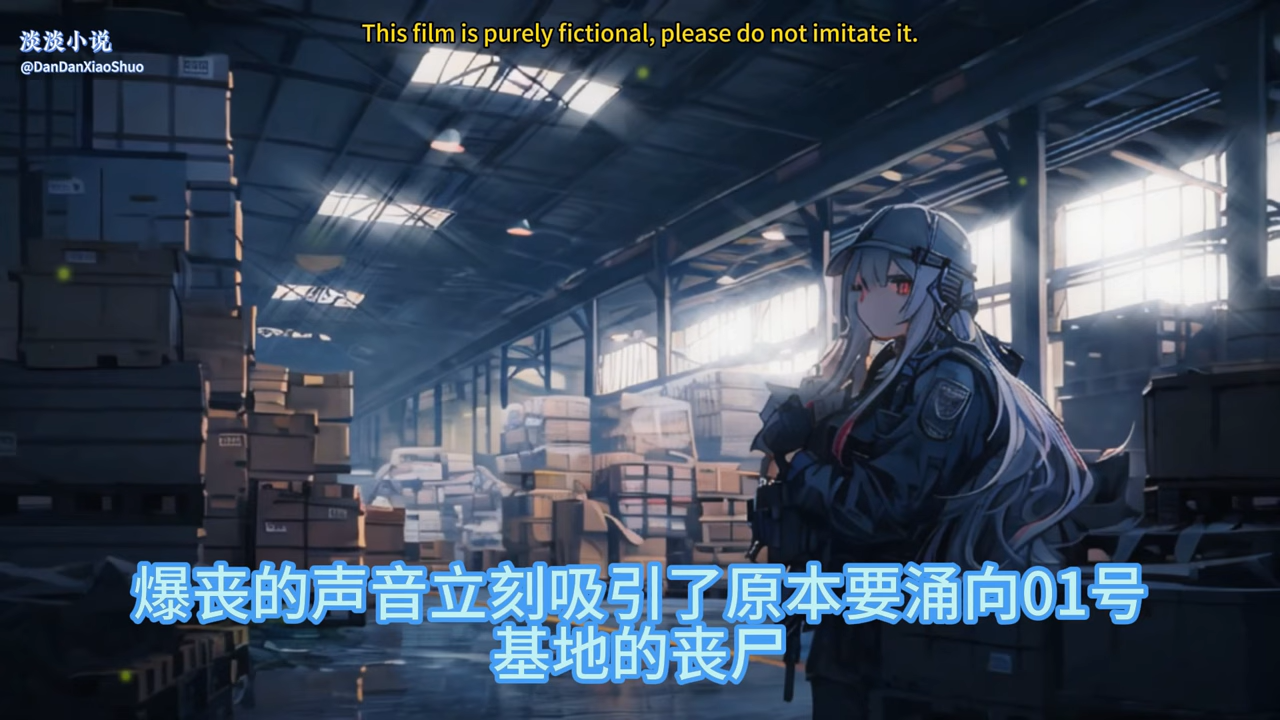 This film is purely fictional, please do not imitate it.
淡淡小说
@DanDanXiaoShuo
爆丧的声音立刻吸引了原本要涌向01号
基地的丧尸